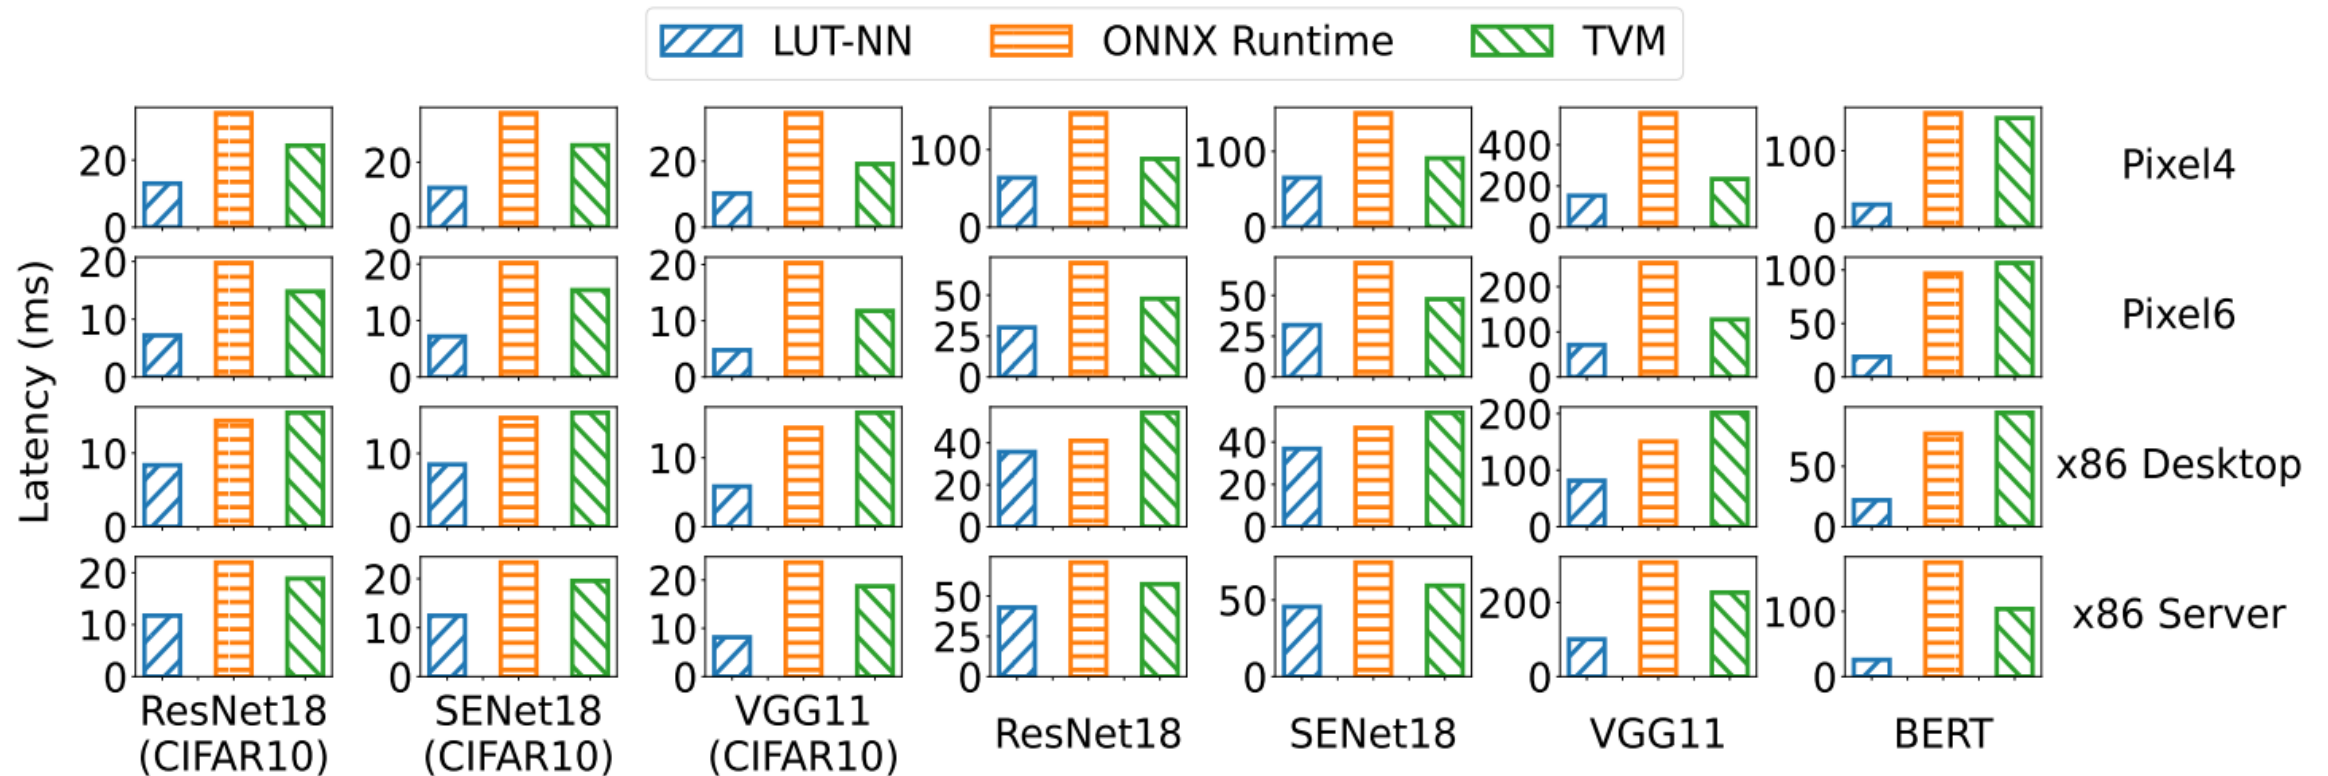 LUT-NN ONNX Runtime TVM
20 0 20 0 20 0 100 0 100 0 400 200 0 100 0 Pixel4
20 10 0 20 10 0 20 10 0 50 25 0 50 25 0 200 100 0 100 50 0 Pixel6
10 0 10 0 10 0 40 20 0 40 20 0 200 100 0 50 0 x86 Desktop
20 10 0 20 10 0 20 10 0 50 25 0 50 0 200 0 100 0 x86 Server
Latency (ms)
ResNet18 (CIFAR10)
SENet18 (CIFAR10)
VGG11 (CIFAR10)
ResNet18
SENet18
VGG11
BERT